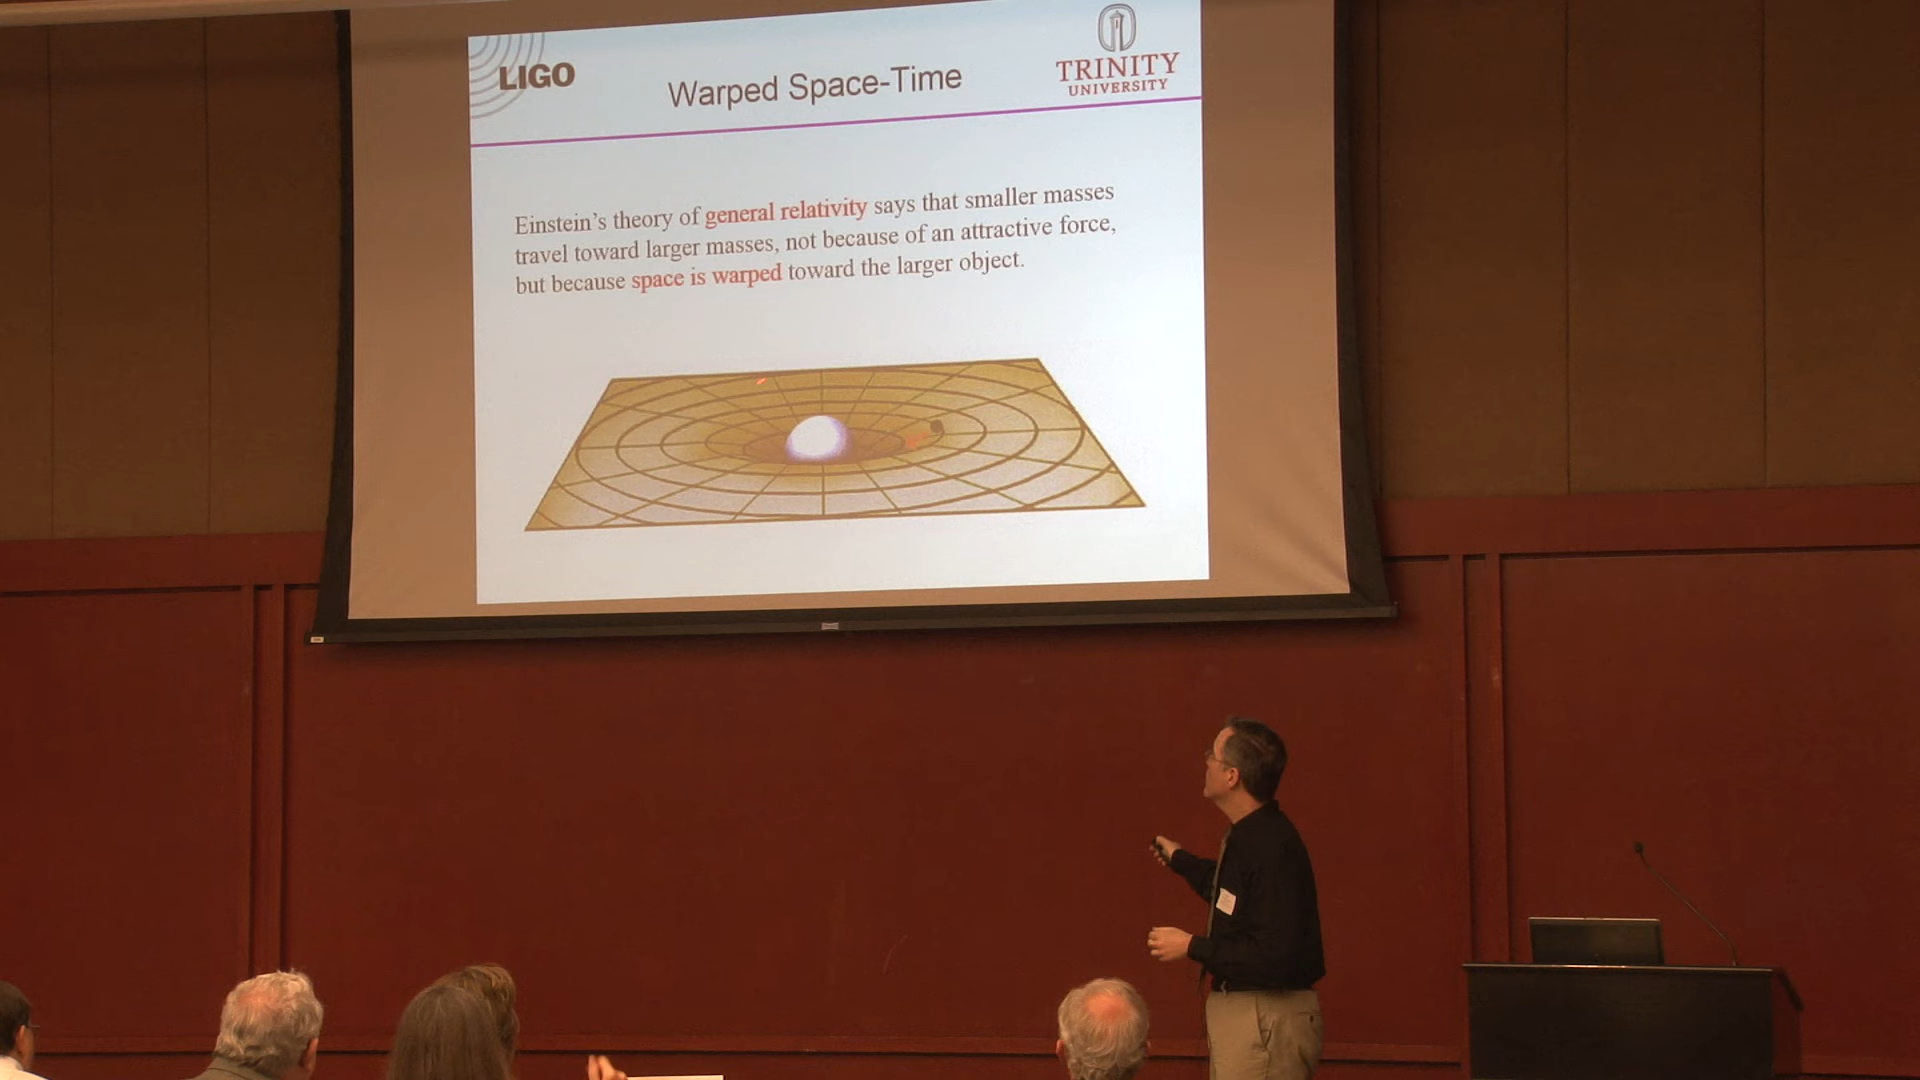 LIGO
Warped Space-Time
TRINITY
UNIVERSITY
Einstein’s theory of general relativity says that smaller masses
travel toward larger masses, not because of an attractive force,
but because space is warped toward the larger object.